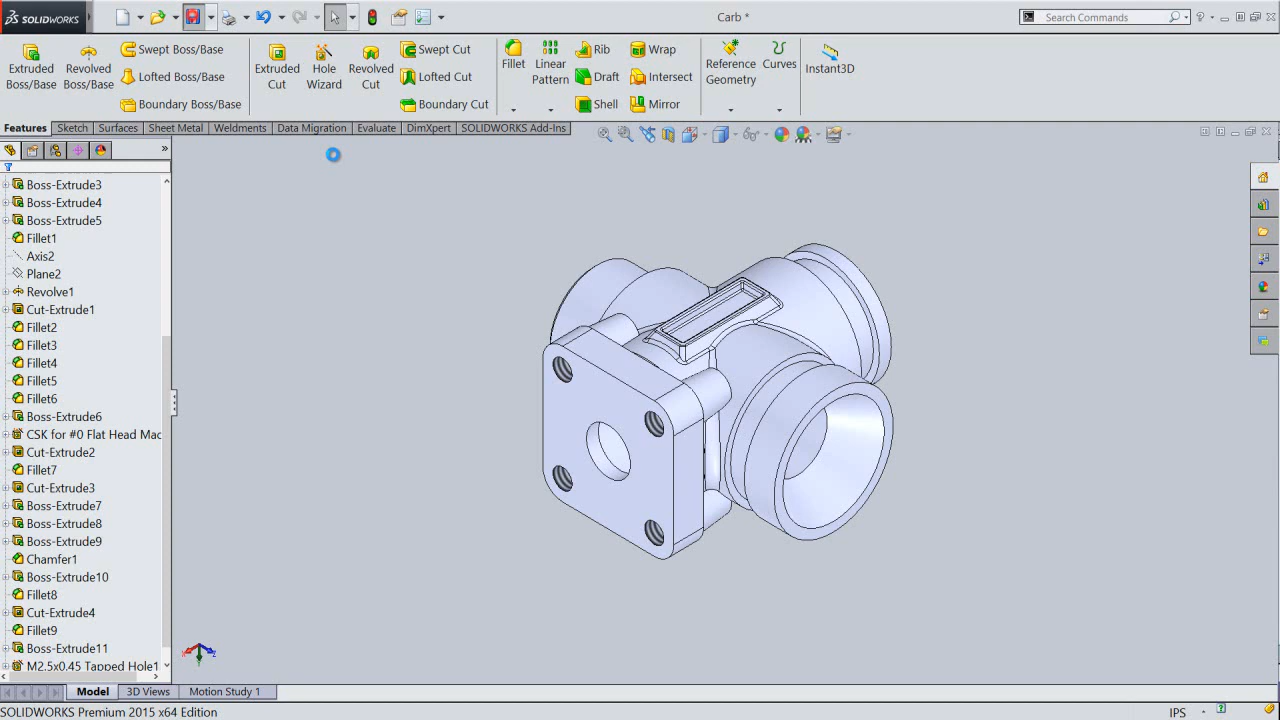 SOLIDWORKS
Carb *
Search Commands
Extruded Boss/Base
Revolved Boss/Base
Swept Boss/Base
Lofted Boss/Base
Boundary Boss/Base
Extruded Cut
Hole Wizard
Revolved Cut
Swept Cut
Lofted Cut
Boundary Cut
Fillet
Linear Pattern
Rib
Draft
Shell
Wrap
Intersect
Mirror
Reference Geometry
Curves
Instant3D
Features Sketch Surfaces Sheet Metal Weldments Data Migration Evaluate DimXpert SOLIDWORKS Add-Ins
Boss-Extrude3
Boss-Extrude4
Boss-Extrude5
Fillet1
Axis2
Plane2
Revolve1
Cut-Extrude1
Fillet2
Fillet3
Fillet4
Fillet5
Fillet6
Boss-Extrude6
CSK for #0 Flat Head Mac
Cut-Extrude2
Fillet7
Cut-Extrude3
Boss-Extrude7
Boss-Extrude8
Boss-Extrude9
Chamfer1
Boss-Extrude10
Fillet8
Cut-Extrude4
Fillet9
Boss-Extrude11
M2.5x0.45 Tapped Hole1
Model 3D Views Motion Study 1
SOLIDWORKS Premium 2015 x64 Edition
IPS